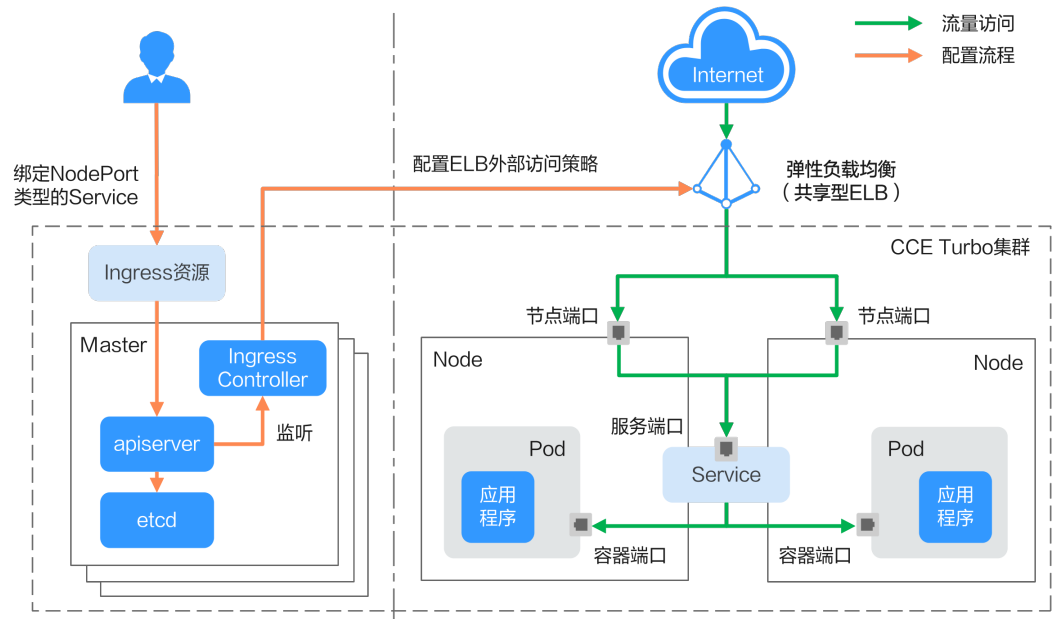 流量访问
配置流程
Internet
绑定NodePort
类型的Service
配置ELB外部访问策略
弹性负载均衡
（共享型ELB）
CCE Turbo集群
Ingress资源
节点端口
节点端口
Master
Ingress
Controller
Node
Node
apiserver
监听
服务端口
Service
Pod
Pod
应用
程序
应用
程序
etcd
容器端口
容器端口